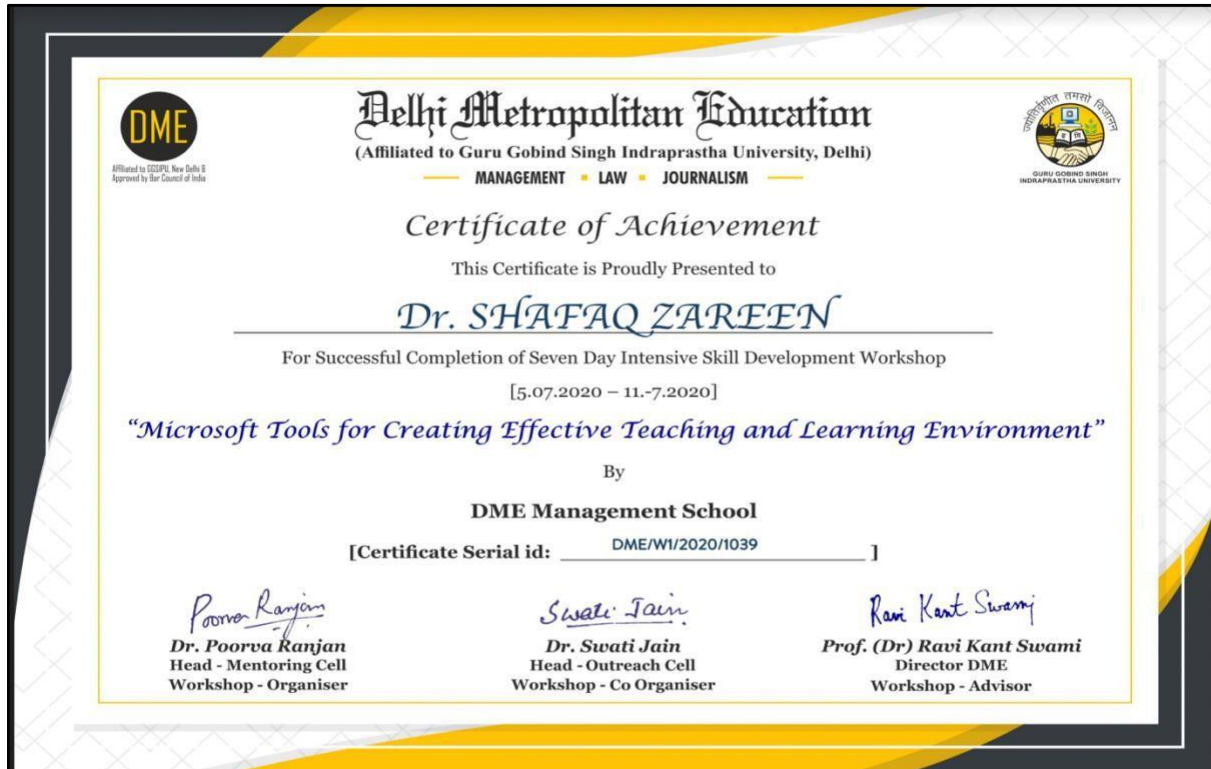 DME
Affiliated to GGSIPU, New Delhi &
Approved by Bar Council of India
Delhi Metropolitan Education
(Affiliated to Guru Gobind Singh Indraprastha University, Delhi)
MANAGEMENT ▪ LAW ▪ JOURNALISM
GURU GOBIND SINGH
INDRAPRASTHA UNIVERSITY
Certificate of Achievement
This Certificate is Proudly Presented to
Dr. SHAFAQ ZAREEN
For Successful Completion of Seven Day Intensive Skill Development Workshop
[5.07.2020 – 11.-7.2020]
“Microsoft Tools for Creating Effective Teaching and Learning Environment”
By
DME Management School
[Certificate Serial id: DME/W1/2020/1039 ]
Poorva Ranjan
Swati Jain
Ravi Kant Swami
Dr. Poorva Ranjan
Dr. Swati Jain
Prof. (Dr) Ravi Kant Swami
Head - Mentoring Cell
Head - Outreach Cell
Director DME
Workshop - Organiser
Workshop - Co Organiser
Workshop - Advisor